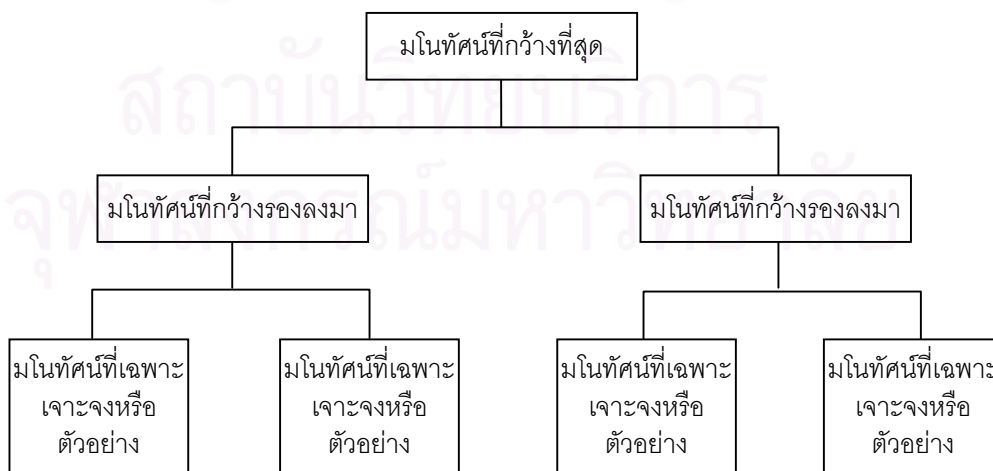 มโนทัศน์ที่กว้างที่สุด
สถาบันวิทยบริการ
มโนทัศน์ที่กว้างรองลงมา
มโนทัศน์ที่กว้างรองลงมา
จุฬาลงกรณ์มหาวิทยาลัย
มโนทัศน์ที่เฉพาะ
เจาะจงหรือ
ตัวอย่าง
มโนทัศน์ที่เฉพาะ
เจาะจงหรือ
ตัวอย่าง
มโนทัศน์ที่เฉพาะ
เจาะจงหรือ
ตัวอย่าง
มโนทัศน์ที่เฉพาะ
เจาะจงหรือ
ตัวอย่าง